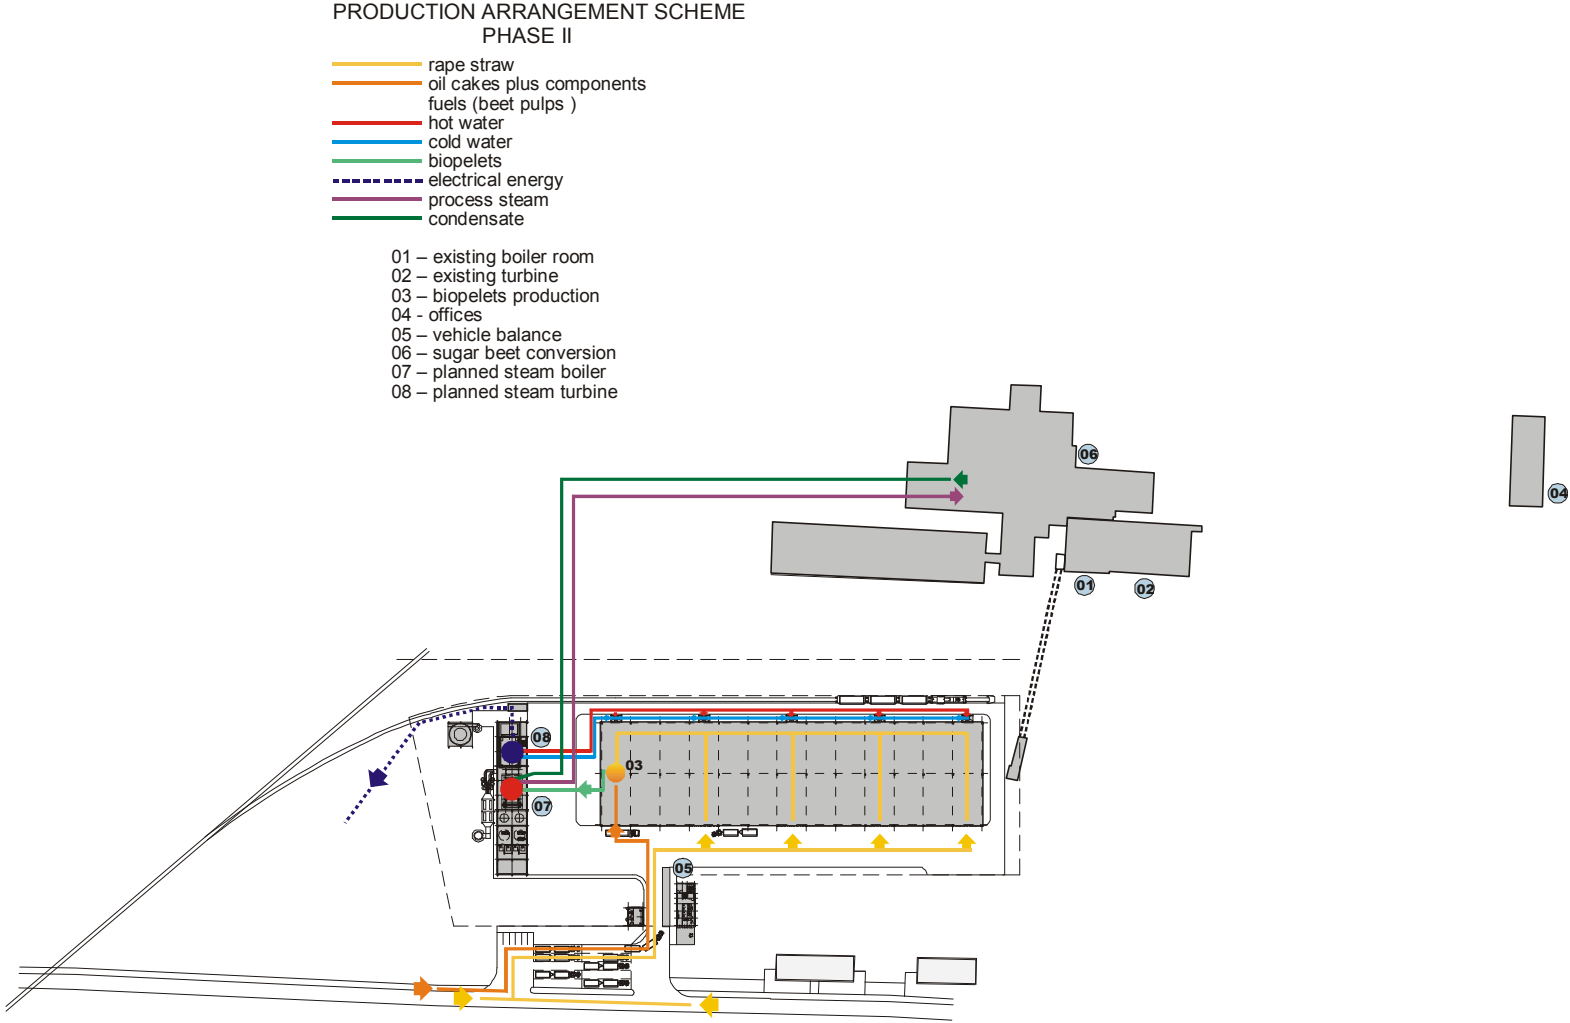 PRODUCTION ARRANGEMENT SCHEME
PHASE II
rape straw
oil cakes plus components
fuels (beet pulps )
hot water
cold water
biopelets
electrical energy
process steam
condensate
01 – existing boiler room
02 – existing turbine
03 – biopelets production
04 - offices
05 – vehicle balance
06 – sugar beet conversion
07 – planned steam boiler
08 – planned steam turbine
06
04
01
02
08
03
07
05